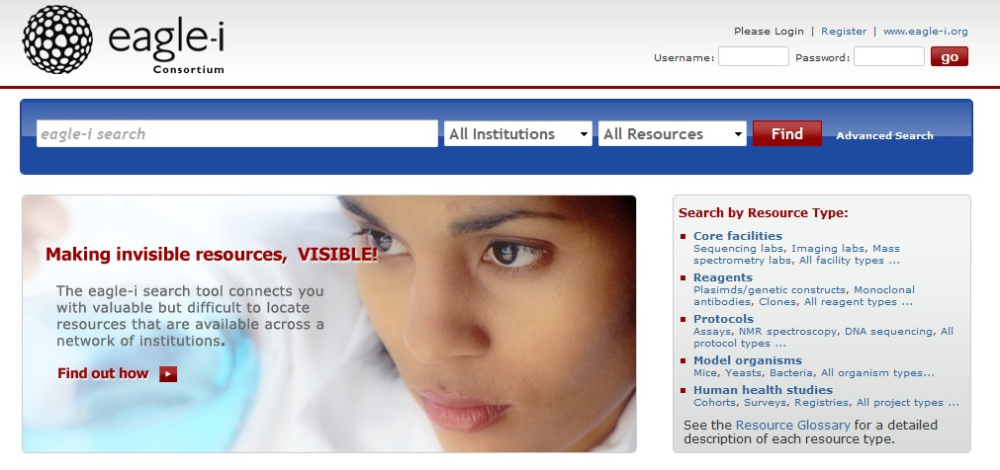 eagle-i
Consortium
Please Login | Register | www.eagle-i.org
Username: Password: go
eagle-i search All Institutions All Resources Find Advanced Search
Making invisible resources, VISIBLE!
The eagle-i search tool connects you
with valuable but difficult to locate
resources that are available across a
network of institutions.
Find out how
Search by Resource Type:
Core facilities
Sequencing labs, Imaging labs, Mass
spectrometry labs, All facility types ...
Reagents
Plasimds/genetic constructs, Monoclonal
antibodies, Clones, All reagent types ...
Protocols
Assays, NMR spectroscopy, DNA sequencing, All
protocol types ...
Model organisms
Mice, Yeasts, Bacteria, All organism types...
Human health studies
Cohorts, Surveys, Registries, All project types ...
See the Resource Glossary for a detailed
description of each resource type.